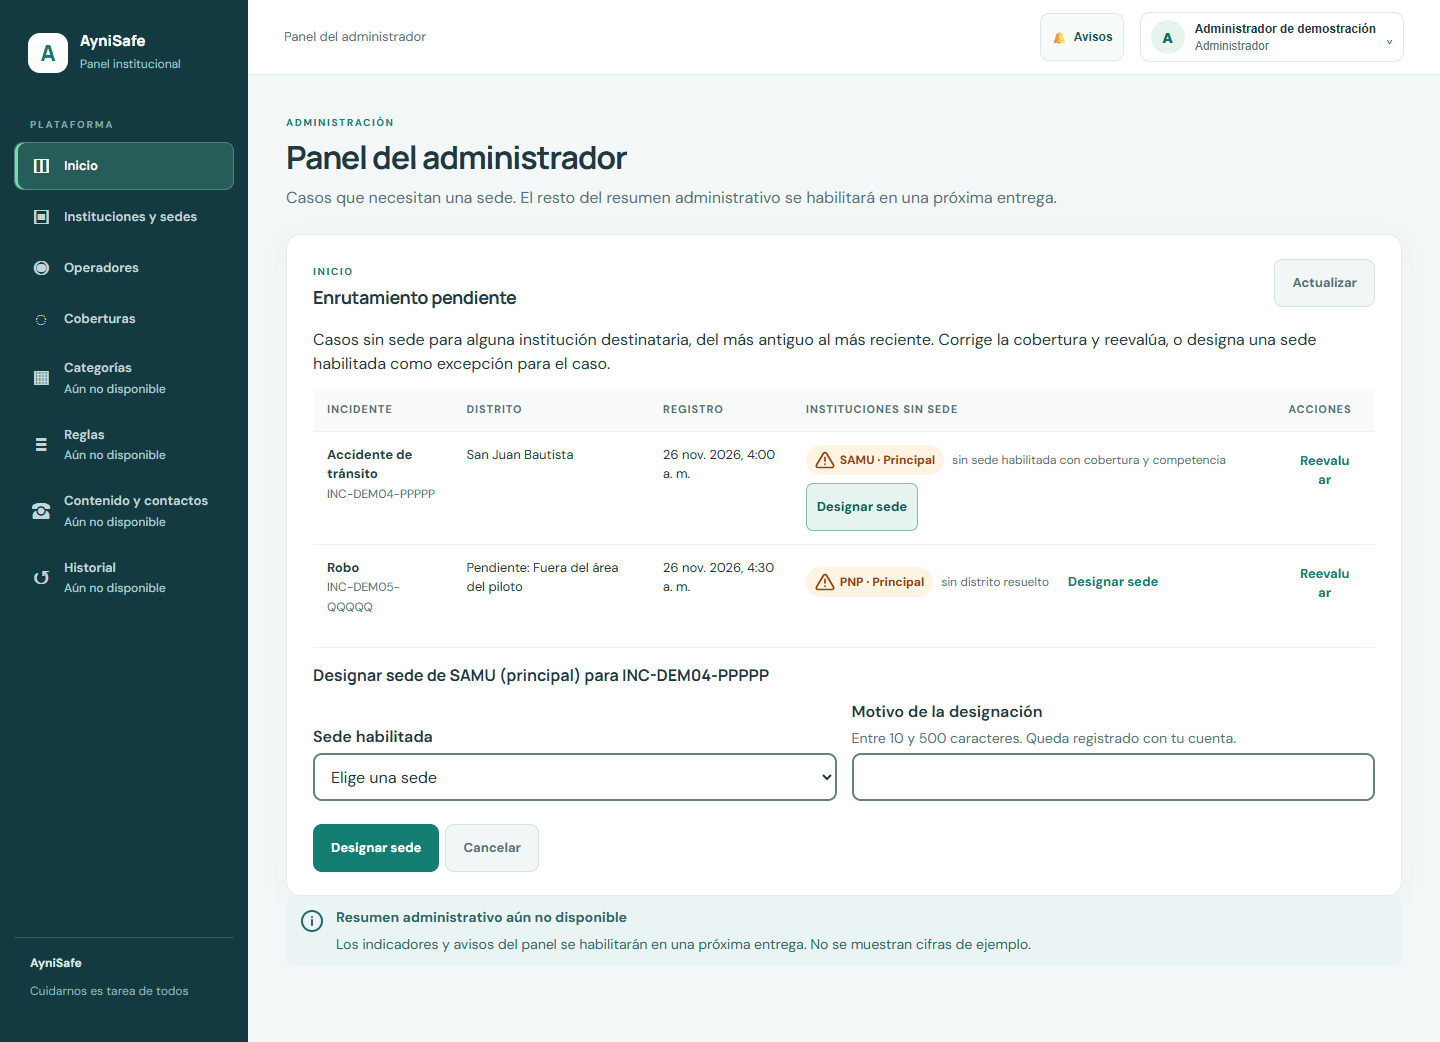 A
AyniSafe
Panel institucional
PLATAFORMA
Inicio
Instituciones y sedes
Operadores
Coberturas
Categorías
Aún no disponible
Reglas
Aún no disponible
Contenido y contactos
Aún no disponible
Historial
Aún no disponible
AyniSafe
Cuidarnos es tarea de todos
Panel del administrador
Avisos
A
Administrador de demostración
Administrador
ADMINISTRACIÓN
Panel del administrador
Casos que necesitan una sede. El resto del resumen administrativo se habilitará en una próxima entrega.
INICIO
Enrutamiento pendiente
Actualizar
Casos sin sede para alguna institución destinataria, del más antiguo al más reciente. Corrige la cobertura y reevalúa, o designa una sede
habilitada como excepción para el caso.
INCIDENTE DISTRITO REGISTRO INSTITUCIONES SIN SEDE ACCIONES
Accidente de
tránsito
INC-DEM04-PPPPP
San Juan Bautista
26 nov. 2026, 4:00
a. m.
SAMU · Principal sin sede habilitada con cobertura y competencia
Designar sede
Reevalu
ar
Robo
INC-DEM05-
QQQQQ
Pendiente: Fuera del área
del piloto
26 nov. 2026, 4:30
a. m.
PNP · Principal sin distrito resuelto Designar sede
Reevalu
ar
Designar sede de SAMU (principal) para INC-DEM04-PPPPP
Sede habilitada
Elige una sede
Motivo de la designación
Entre 10 y 500 caracteres. Queda registrado con tu cuenta.
Designar sede Cancelar
Resumen administrativo aún no disponible
Los indicadores y avisos del panel se habilitarán en una próxima entrega. No se muestran cifras de ejemplo.